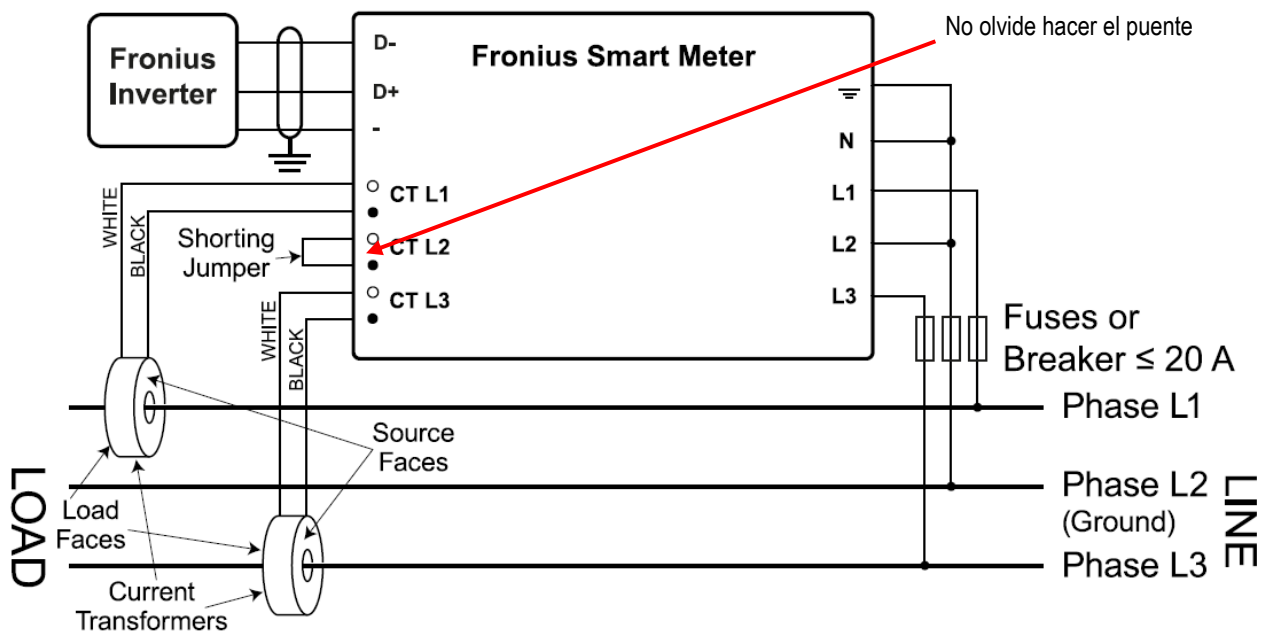 No olvide hacer el puente
Fronius
Inverter
D-
D+
-
Fronius Smart Meter
N
L1
L2
L3
CT L1
CT L2
CT L3
WHITE
BLACK
Shorting
Jumper
WHITE
BLACK
Fuses or
Breaker ≤ 20 A
Phase L1
Phase L2
(Ground)
Phase L3
LINE
LOAD
Source
Faces
Load
Faces
Current
Transformers